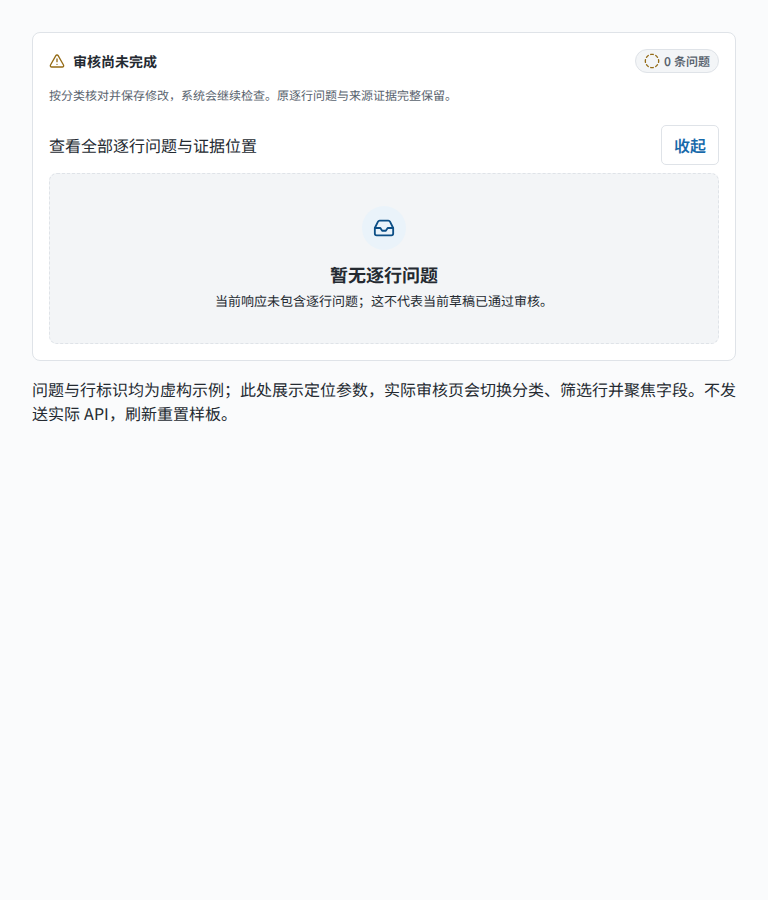 审核尚未完成
0 条问题
按分类核对并保存修改，系统会继续检查。原逐行问题与来源证据完整保留。
查看全部逐行问题与证据位置
收起
暂无逐行问题
当前响应未包含逐行问题；这不代表当前草稿已通过审核。
问题与行标识均为虚构示例；此处展示定位参数，实际审核页会切换分类、筛选行并聚焦字段。不发
送实际 API，刷新重置样板。